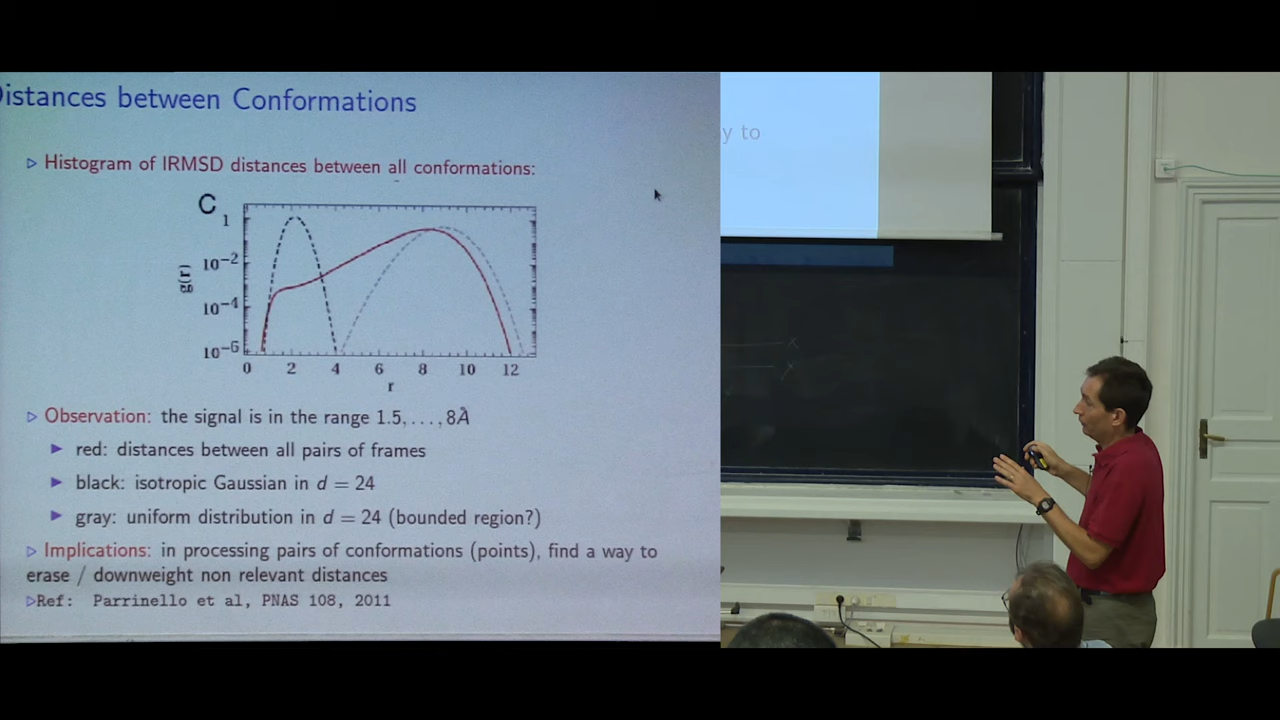 Distances between Conformations
▷ Histogram of lRMSD distances between all conformations:
C
1
10−2
10−4
10−6
g(r)
0 2 4 6 8 10 12
r
▷ Observation: the signal is in the range 1.5, . . . , 8Å
▶ red: distances between all pairs of frames
▶ black: isotropic Gaussian in d = 24
▶ gray: uniform distribution in d = 24 (bounded region?)
▷ Implications: in processing pairs of conformations (points), find a way to
erase / downweight non relevant distances
▷Ref: Parrinello et al, PNAS 108, 2011
y to